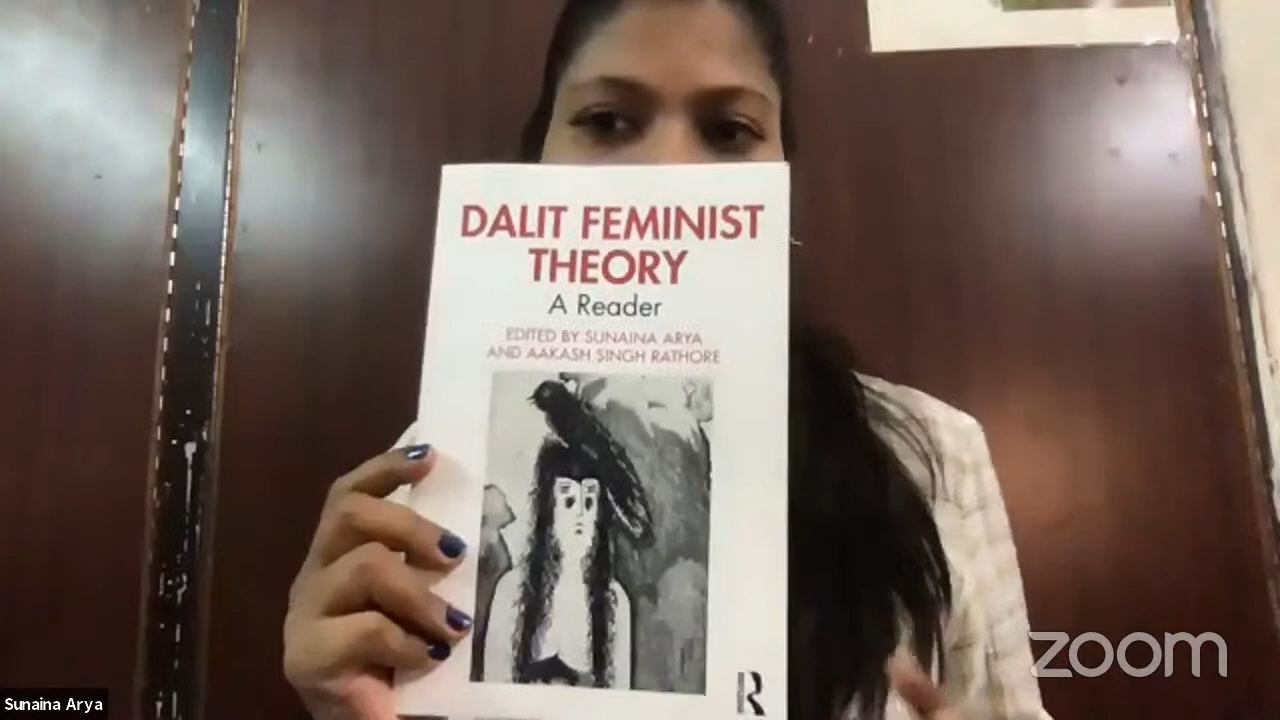 DALIT FEMINIST
THEORY
A Reader
EDITED BY SUNAINA ARYA
AND AAKASH SINGH RATHORE
R
zoom
Sunaina Arya